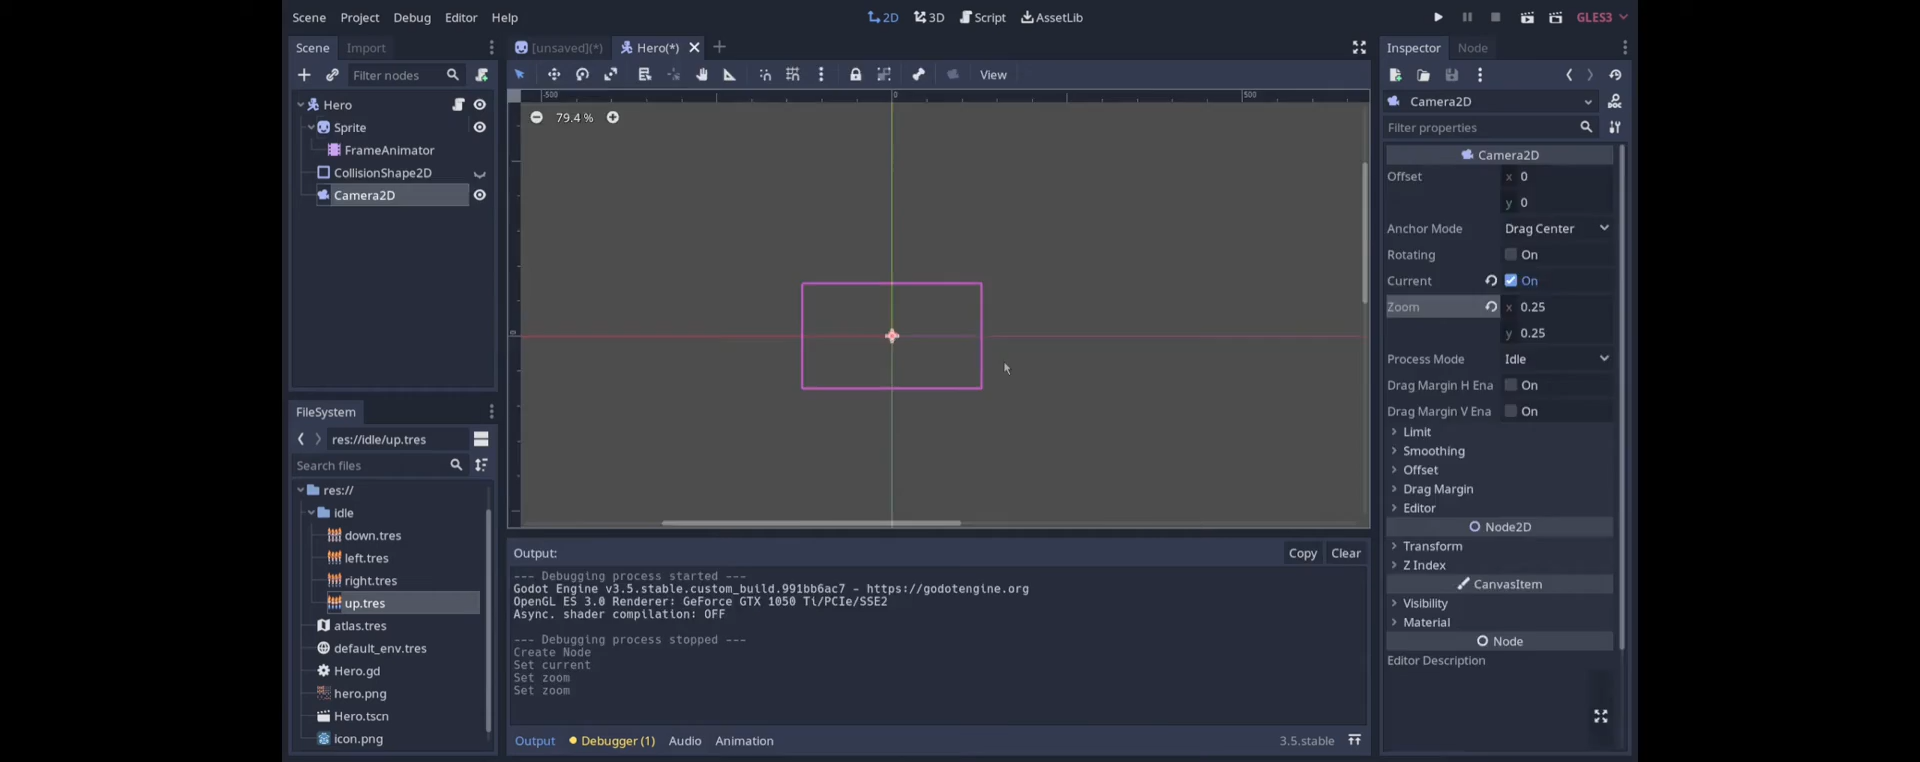 Scene Project Debug Editor Help
2D 3D Script AssetLib
GLES3
Scene Import
[unsaved](*) Hero(*)
Inspector Node
Filter nodes
View
Hero
Sprite
FrameAnimator
CollisionShape2D
Camera2D
-500 0 500
79.4 %
0
Camera2D
Filter properties
Camera2D
Offset x 0
y 0
Anchor Mode Drag Center
Rotating On
Current On
Zoom x 0.25
y 0.25
Process Mode Idle
Drag Margin H Ena On
Drag Margin V Ena On
Limit
Smoothing
Offset
Drag Margin
Editor
Node2D
Transform
Z Index
CanvasItem
Visibility
Material
Node
Editor Description
FileSystem
res://idle/up.tres
Search files
res://
idle
down.tres
left.tres
right.tres
up.tres
atlas.tres
default_env.tres
Hero.gd
hero.png
Hero.tscn
icon.png
Output:
Copy Clear
--- Debugging process started ---
Godot Engine v3.5.stable.custom_build.991bb6ac7 - https://godotengine.org
OpenGL ES 3.0 Renderer: GeForce GTX 1050 Ti/PCIe/SSE2
Async. shader compilation: OFF
--- Debugging process stopped ---
Create Node
Set current
Set zoom
Set zoom
Output Debugger (1) Audio Animation
3.5.stable